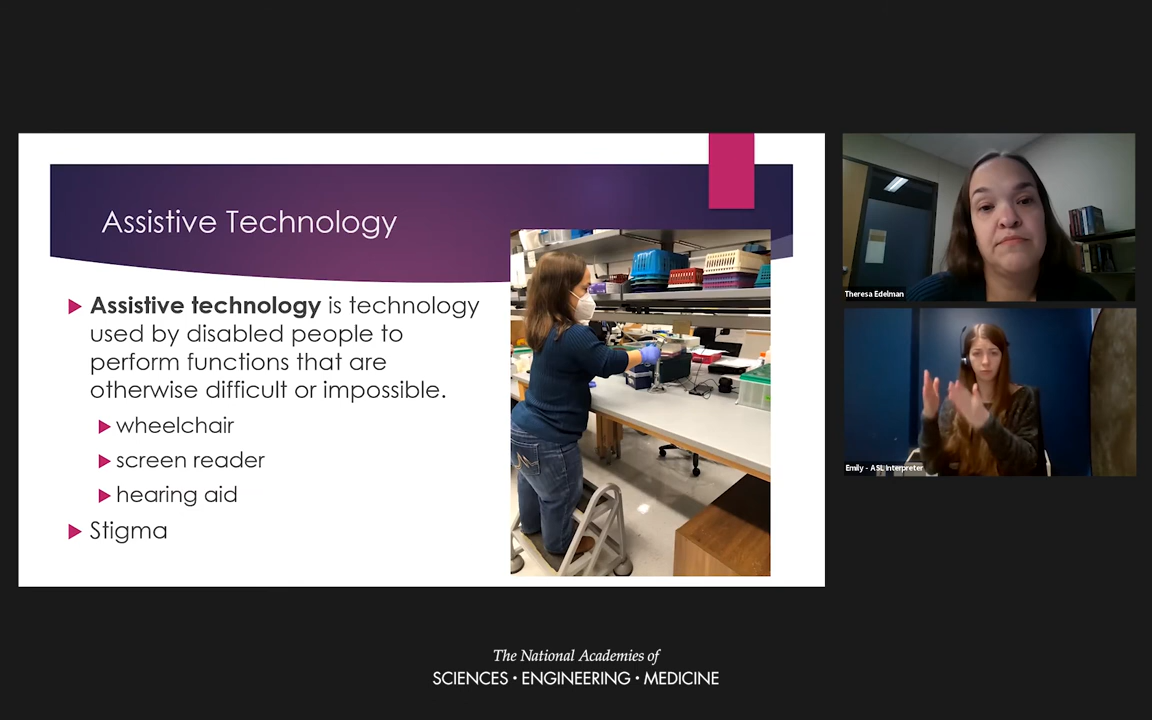 Assistive Technology
Assistive technology is technology
used by disabled people to
perform functions that are
otherwise difficult or impossible.
wheelchair
screen reader
hearing aid
Stigma
Theresa Edelman
Emily - ASL Interpreter
The National Academies of
SCIENCES • ENGINEERING • MEDICINE